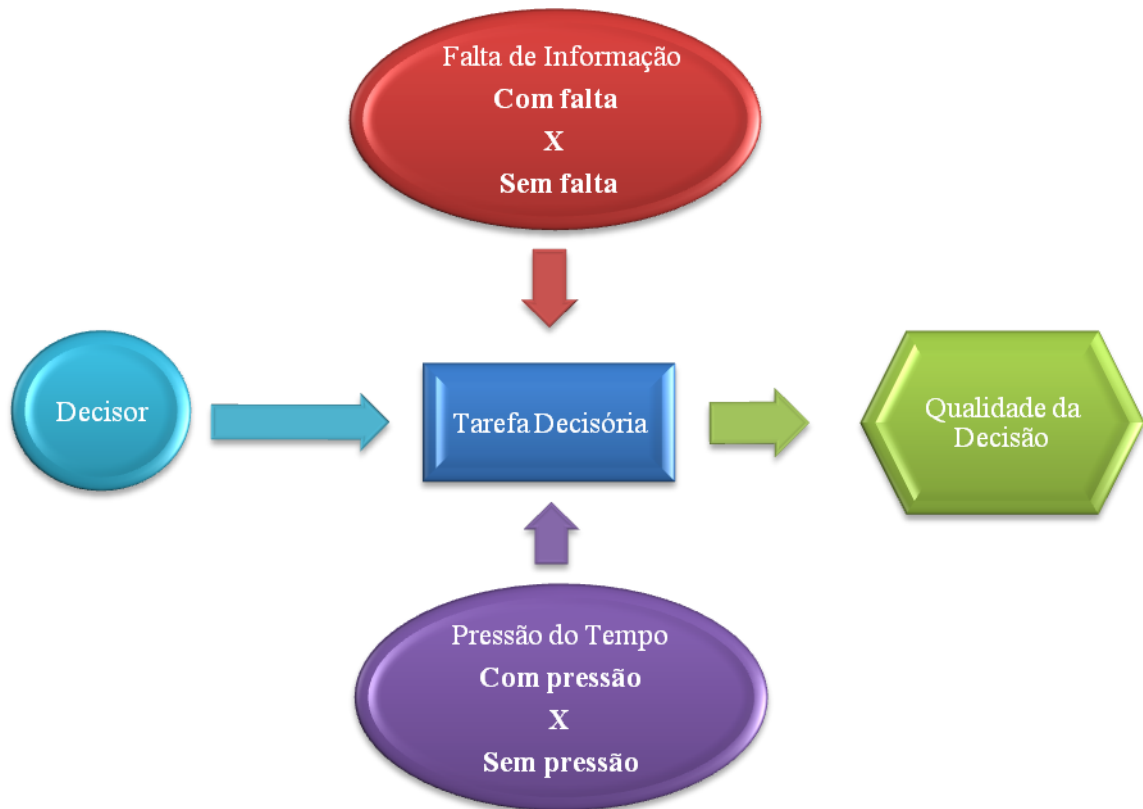 Falta de Informação
Com falta
X
Sem falta
Decisor
Tarefa Decisória
Qualidade da
Decisão
Pressão do Tempo
Com pressão
X
Sem pressão